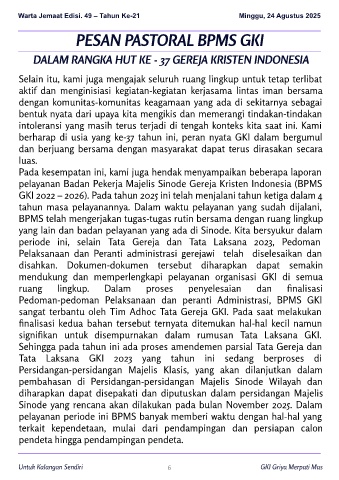 Warta Jemaat Edisi. 49 – Tahun Ke-21 Minggu, 24 Agustus 2025
PESAN PASTORAL BPMS GKI
DALAM RANGKA HUT KE - 37 GEREJA KRISTEN INDONESIA
Selain itu, kami juga mengajak seluruh ruang lingkup untuk tetap terlibat
aktif dan menginisiasi kegiatan-kegiatan kerjasama lintas iman bersama
dengan komunitas-komunitas keagamaan yang ada di sekitarnya sebagai
bentuk nyata dari upaya kita mengikis dan memerangi tindakan-tindakan
intoleransi yang masih terus terjadi di tengah konteks kita saat ini. Kami
berharap di usia yang ke-37 tahun ini, peran nyata GKI dalam bergumul
dan berjuang bersama dengan masyarakat dapat terus dirasakan secara
luas.
Pada kesempatan ini, kami juga hendak menyampaikan beberapa laporan
pelayanan Badan Pekerja Majelis Sinode Gereja Kristen Indonesia (BPMS
GKI 2022 – 2026). Pada tahun 2025 ini telah menjalani tahun ketiga dalam 4
tahun masa pelayanannya. Dalam waktu pelayanan yang sudah dijalani,
BPMS telah mengerjakan tugas-tugas rutin bersama dengan ruang lingkup
yang lain dan badan pelayanan yang ada di Sinode. Kita bersyukur dalam
periode ini, selain Tata Gereja dan Tata Laksana 2023, Pedoman
Pelaksanaan dan Peranti administrasi gerejawi telah diselesaikan dan
disahkan. Dokumen-dokumen tersebut diharapkan dapat semakin
mendukung dan memperlengkapi pelayanan organisasi GKI di semua
ruang lingkup. Dalam proses penyelesaian dan finalisasi
Pedoman-pedoman Pelaksanaan dan peranti Administrasi, BPMS GKI
sangat terbantu oleh Tim Adhoc Tata Gereja GKI. Pada saat melakukan
finalisasi kedua bahan tersebut ternyata ditemukan hal-hal kecil namun
signifikan untuk disempurnakan dalam rumusan Tata Laksana GKI.
Sehingga pada tahun ini ada proses amendemen parsial Tata Gereja dan
Tata Laksana GKI 2023 yang tahun ini sedang berproses di
Persidangan-persidangan Majelis Klasis, yang akan dilanjutkan dalam
pembahasan di Persidangan-persidangan Majelis Sinode Wilayah dan
diharapkan dapat disepakati dan diputuskan dalam persidangan Majelis
Sinode yang rencana akan dilakukan pada bulan November 2025. Dalam
pelayanan periode ini BPMS banyak memberi waktu dengan hal-hal yang
terkait kependetaan, mulai dari pendampingan dan persiapan calon
pendeta hingga pendampingan pendeta.
Untuk Kalangan Sendiri 6 GKI Griya Merpati Mas